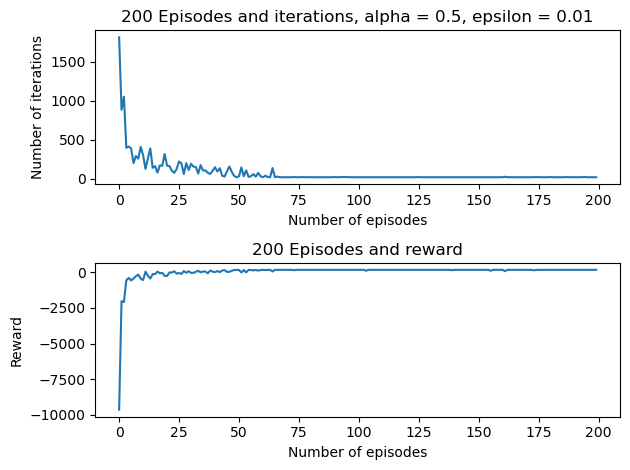 200 Episodes and iterations, alpha = 0.5, epsilon = 0.01
Number of iterations
1500
1000
500
0
0 25 50 75 100 125 150 175 200
Number of episodes
200 Episodes and reward
Reward
0
−2500
−5000
−7500
−10000
0 25 50 75 100 125 150 175 200
Number of episodes